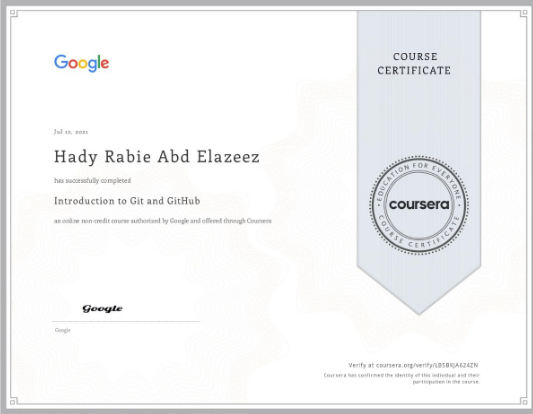 Google
COURSE
CERTIFICATE
Jul 12, 2021
Hady Rabie Abd Elazeez
has successfully completed
Introduction to Git and GitHub
an online non-credit course authorized by Google and offered through Coursera
EDUCATION FOR EVERYONE
coursera
COURSE CERTIFICATE
Google
Google
Verify at coursera.org/verify/
Coursera has confirmed the identity of this individual and their
participation in the course.